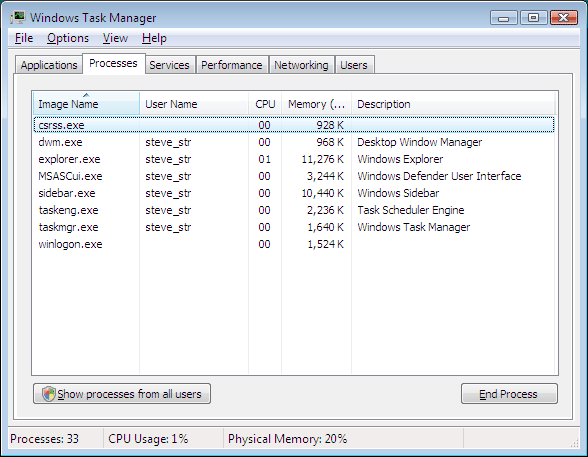 Windows Task Manager
File Options View Help
Applications Processes Services Performance Networking Users
Image Name User Name CPU Memory (... Description
csrss.exe 00 928 K
dwm.exe steve_str 00 968 K Desktop Window Manager
explorer.exe steve_str 01 11,276 K Windows Explorer
MSASCui.exe steve_str 00 3,244 K Windows Defender User Interface
sidebar.exe steve_str 00 10,440 K Windows Sidebar
taskeng.exe steve_str 00 2,236 K Task Scheduler Engine
taskmgr.exe steve_str 00 1,640 K Windows Task Manager
winlogon.exe 00 1,524 K
Show processes from all users End Process
Processes: 33 CPU Usage: 1% Physical Memory: 20%